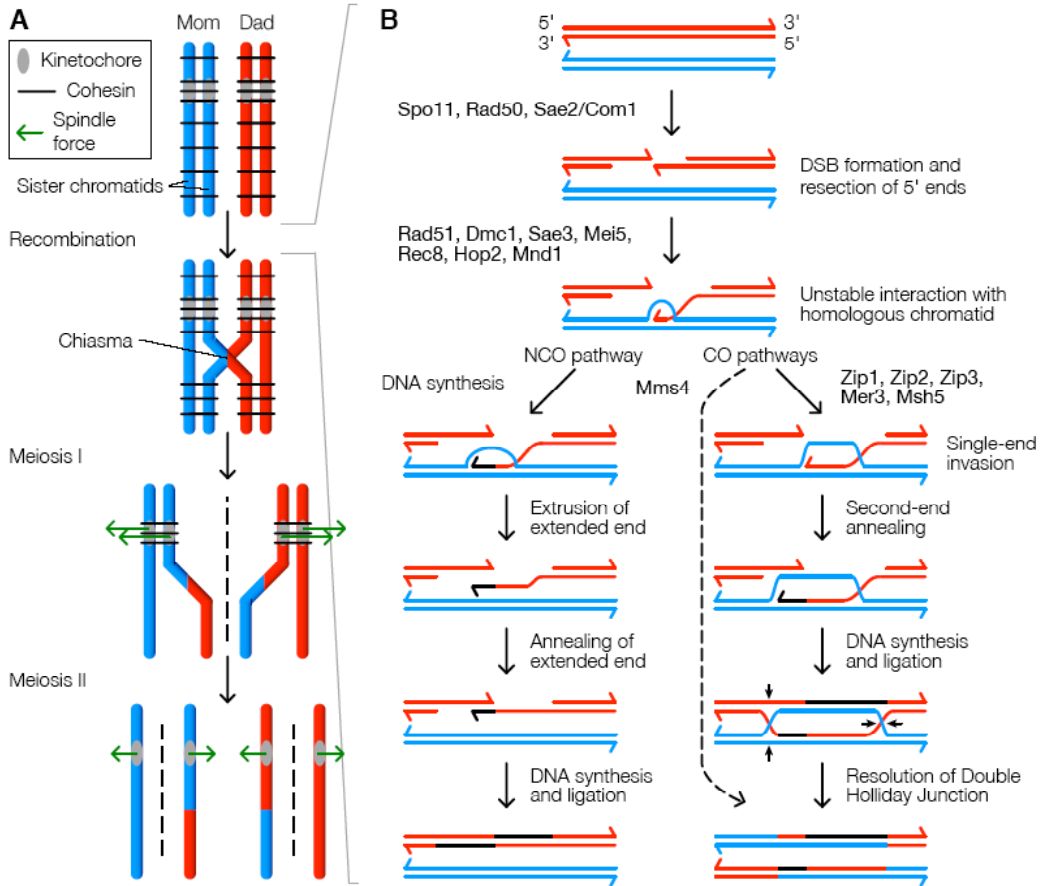 A
Mom Dad
Kinetochore
Cohesin
Spindle
force
Sister chromatids
Recombination
Chiasma
Meiosis I
Meiosis II
B
5' 3'
3' 5'
Spo11, Rad50, Sae2/Com1
DSB formation and
resection of 5' ends
Rad51, Dmc1, Sae3, Mei5,
Rec8, Hop2, Mnd1
Unstable interaction with
homologous chromatid
NCO pathway CO pathways
DNA synthesis
Mms4
Zip1, Zip2, Zip3,
Mer3, Msh5
Single-end
invasion
Extrusion of
extended end
Second-end
annealing
Annealing of
extended end
DNA synthesis
and ligation
DNA synthesis
and ligation
Resolution of Double
Holliday Junction